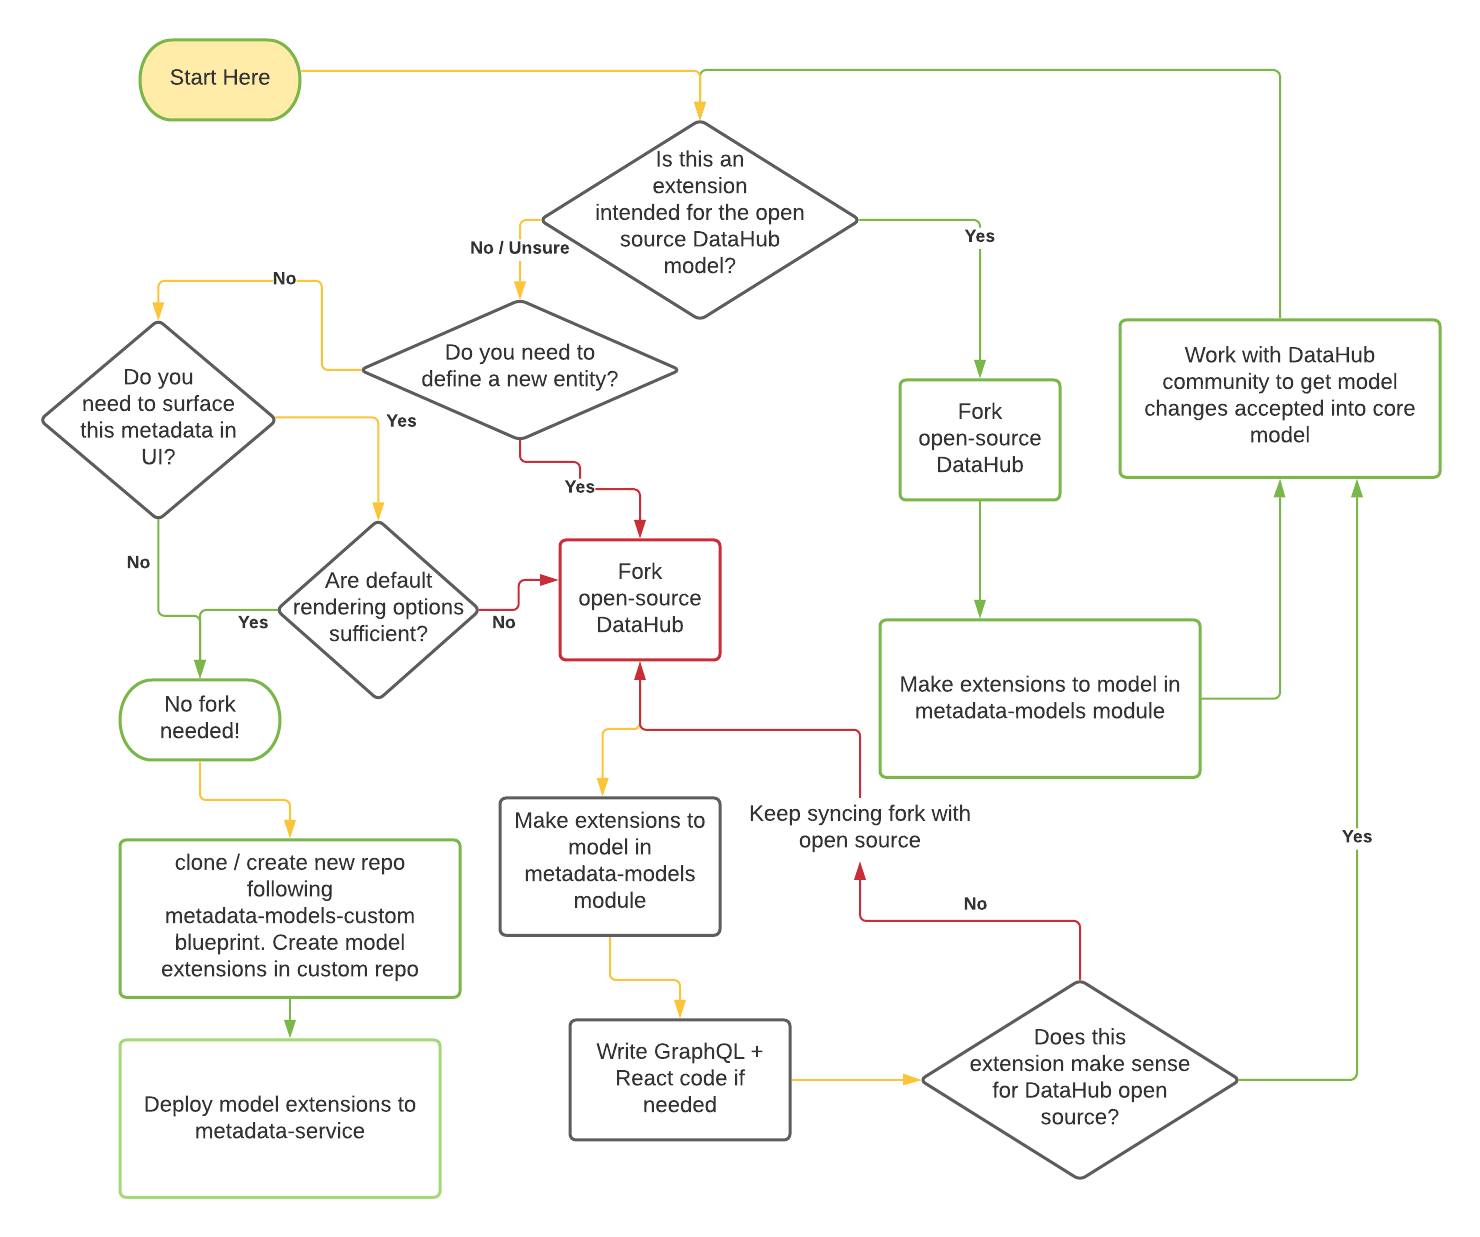 Start Here
Is this an
extension
intended for the open
source DataHub
model?
No / Unsure
Yes
No
Do you need to
define a new entity?
Do you
need to surface
this metadata in
UI?
Yes
Yes
No
Are default
rendering options
sufficient?
Yes
No
Fork
open-source
DataHub
Fork
open-source
DataHub
Work with DataHub
community to get model
changes accepted into core
model
No fork
needed!
Make extensions to model in
metadata-models module
Make extensions to
model in
metadata-models
module
Keep syncing fork with
open source
Yes
clone / create new repo
following
metadata-models-custom
blueprint. Create model
extensions in custom repo
No
Write GraphQL +
React code if
needed
Does this
extension make sense
for DataHub open
source?
Deploy model extensions to
metadata-service